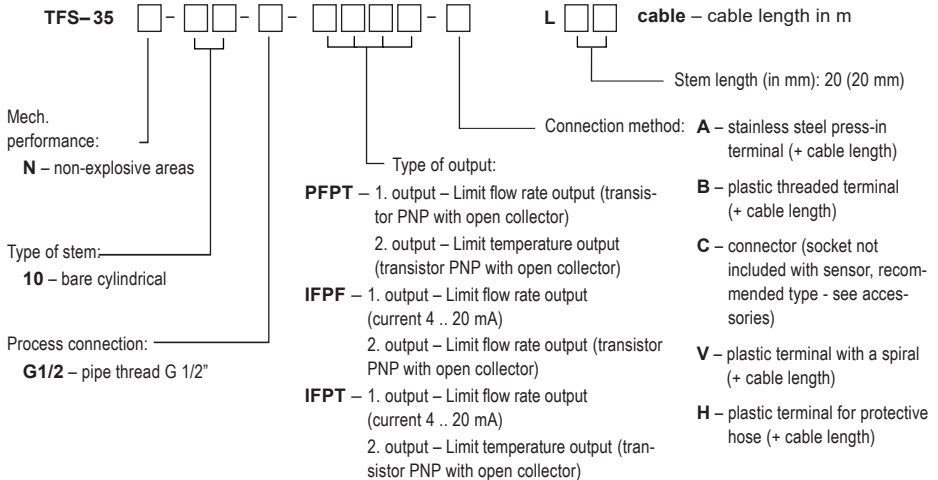 TFS–35 – – – – L cable – cable length in m
Stem length (in mm): 20 (20 mm)
Mech.
performance:
N – non-explosive areas
Type of stem:
10 – bare cylindrical
Process connection:
G1/2 – pipe thread G 1/2”
Type of output:
PFPT – 1. output – Limit flow rate output (transis-
tor PNP with open collector)
2. output – Limit temperature output
(transistor PNP with open collector)
IFPF – 1. output – Limit flow rate output
(current 4 .. 20 mA)
2. output – Limit flow rate output (transistor
PNP with open collector)
IFPT – 1. output – Limit flow rate output
(current 4 .. 20 mA)
2. output – Limit temperature output (tran-
sistor PNP with open collector)
Connection method:
A – stainless steel press-in
terminal (+ cable length)
B – plastic threaded terminal
(+ cable length)
C – connector (socket not
included with sensor, recom-
mended type - see acces-
sories)
V – plastic terminal with a spiral
(+ cable length)
H – plastic terminal for protective
hose (+ cable length)